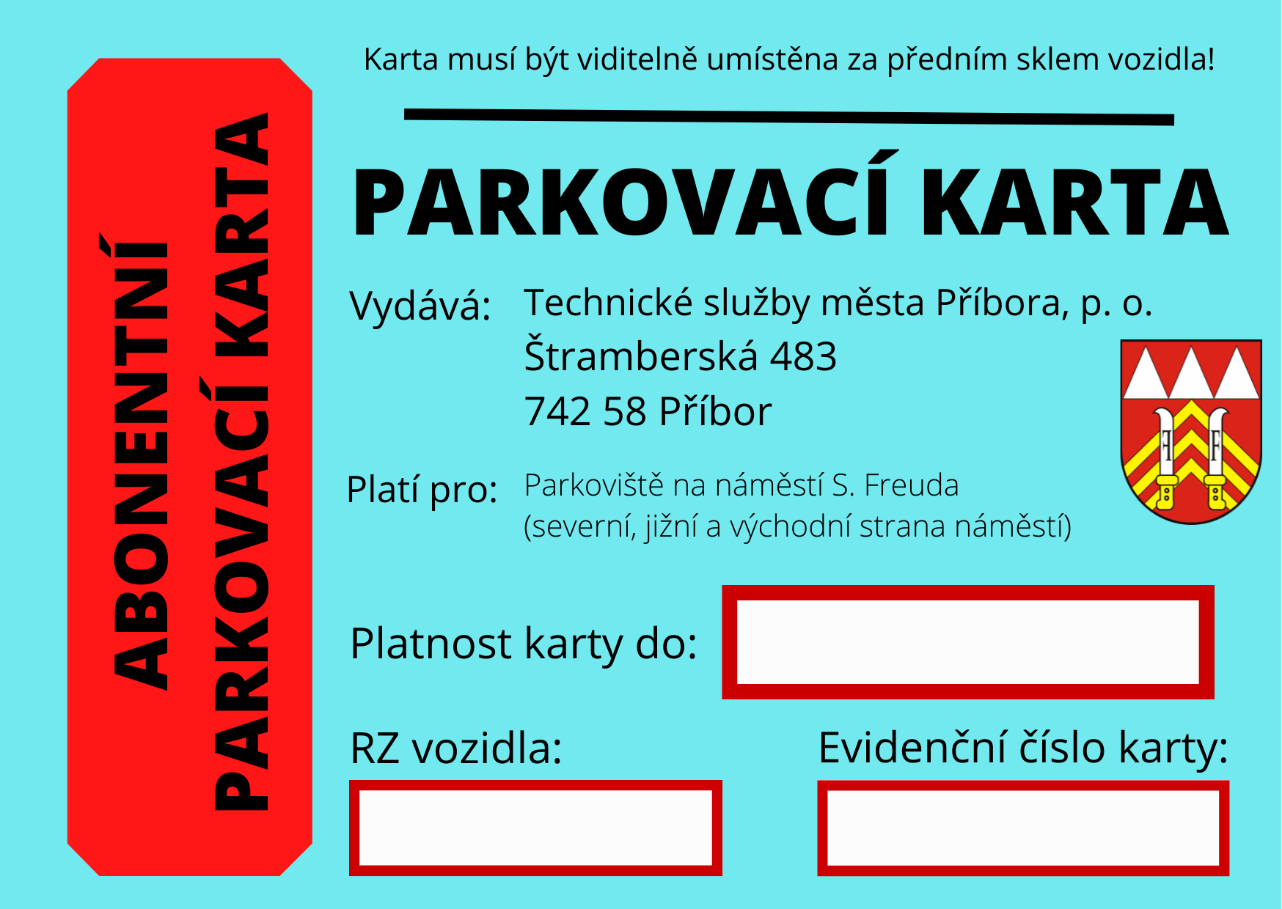 Karta musí být viditelně umístěna za předním sklem vozidla!
ABONENTNÍ
PARKOVACÍ KARTA
PARKOVACÍ KARTA
Vydává: Technické služby města Příbora, p. o.
Štramberská 483
742 58 Příbor
Platí pro: Parkoviště na náměstí S. Freuda
(severní, jižní a východní strana náměstí)
Platnost karty do:
RZ vozidla:
Evidenční číslo karty: